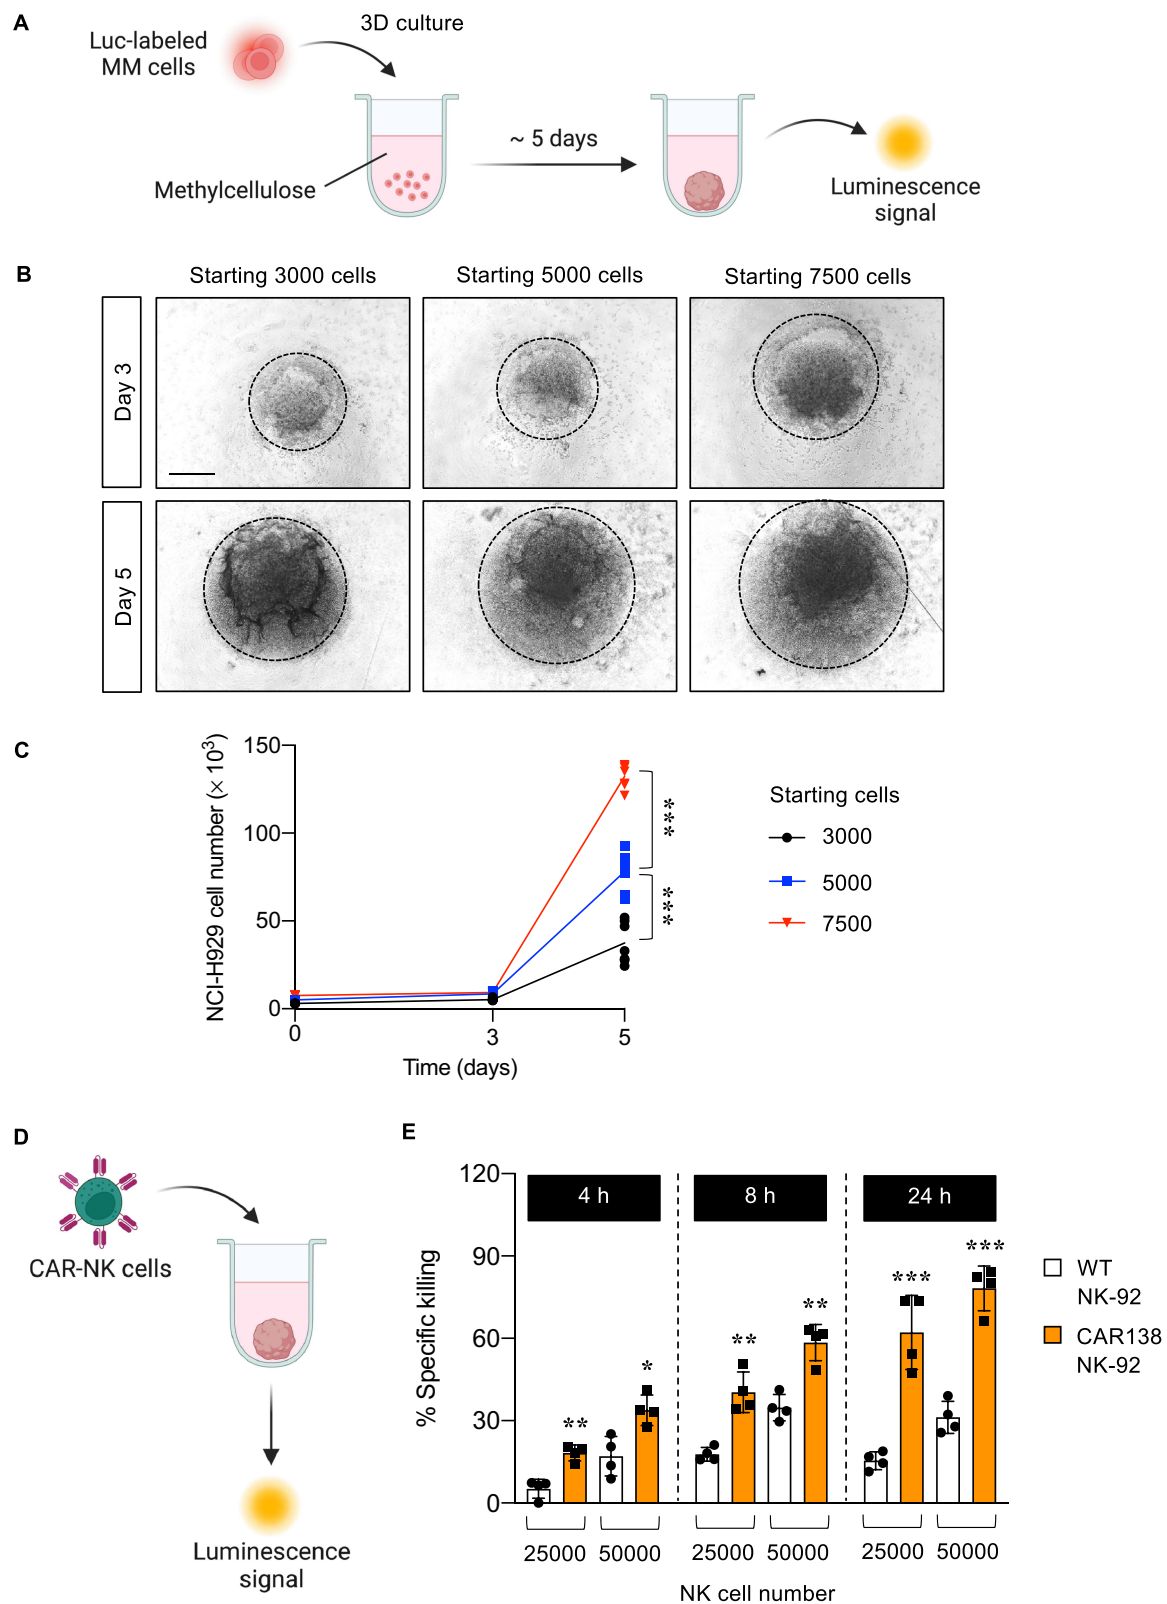 A
3D culture
Luc-labeled
MM cells
~ 5 days
Methylcellulose
Luminescence
signal
B
Starting 3000 cells
Starting 5000 cells
Starting 7500 cells
Day 3
Day 5
C
NCI-H929 cell number (× 10³)
150
100
50
0
0
3
5
Time (days)
***
***
Starting cells
3000
5000
7500
D
CAR-NK cells
Luminescence
signal
E
% Specific killing
120
90
60
30
0
4 h
8 h
24 h
**
*
**
**
***
***
25000
50000
25000
50000
25000
50000
NK cell number
WT
NK-92
CAR138
NK-92